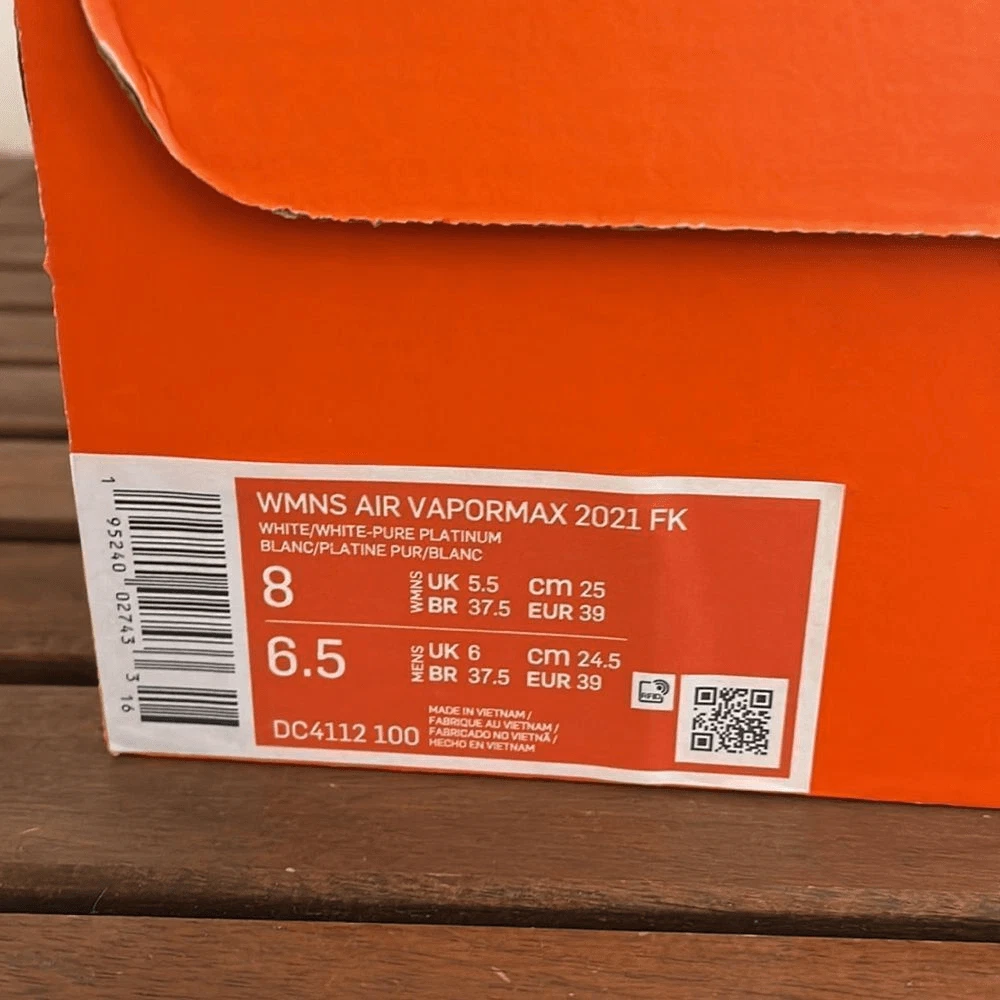 WMNS AIR VAPORMAX 2021 FK
WHITE/WHITE-PURE PLATINUM
BLANC/PLATINE PUR/BLANC
8 WMNS UK 5.5 cm 25
BR 37.5 EUR 39
6.5 MENS UK 6 cm 24.5
BR 37.5 EUR 39
DC4112 100
MADE IN VIETNAM /
FABRIQUE AU VIETNAM /
FABRICADO NO VIETNÃ /
HECHO EN VIETNAM
RFID
1 95240 02743 3 16